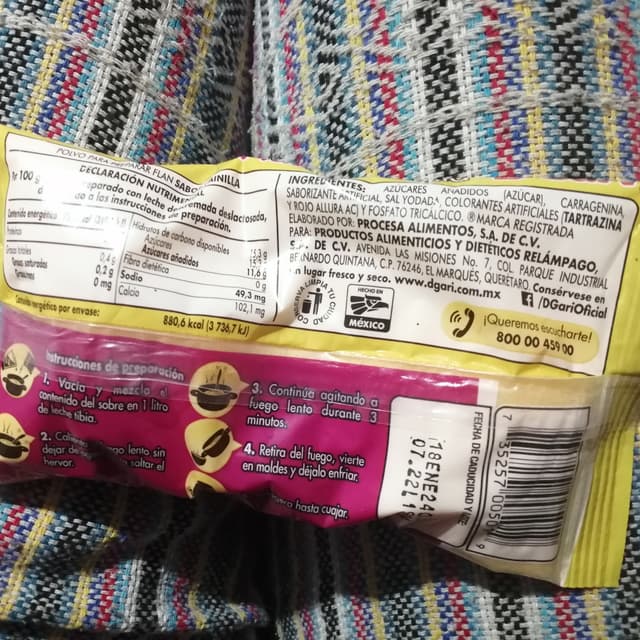 POLVO PARA PREPARAR FLAN SABOR VAINILLA
DECLARACIÓN NUTRIMENTAL
100 g
preparado con leche descremada deslactosada,
a las instrucciones de preparación.
Contenido energético
Grasas totales 0,4 g
Grasas saturadas 0,2 g
0 mg
Hidratos de carbono disponibles
Azúcares
Azúcares añadidos 11,6 g
Fibra dietética 0 g
Sodio 49,3 mg
Calcio 102,1 mg
Contenido energético por envase: 880,6 kcal (3 736,7 kJ)
INGREDIENTES: AZÚCARES AÑADIDOS (AZÚCAR), CARRAGENINA,
SABORIZANTE ARTIFICIAL, SAL YODADA, COLORANTES ARTIFICIALES (TARTRAZINA
Y ROJO ALLURA AC) Y FOSFATO TRICÁLCICO. ®MARCA REGISTRADA
ELABORADO POR: PROCESA ALIMENTOS, S.A. DE C.V.
PARA: PRODUCTOS ALIMENTICIOS Y DIETÉTICOS RELÁMPAGO,
S.A. DE C.V. AVENIDA LAS MISIONES No. 7, COL. PARQUE INDUSTRIAL
BERNARDO QUINTANA, C.P. 76246, EL MARQUÉS, QUERÉTARO. Consérvese en
un lugar fresco y seco. www.dgari.com.mx
/DGariOficial
CONSERVA LIMPIA TU CIUDAD
HECHO EN
MÉXICO
¡Queremos escucharte!
800 00 459 00
Instrucciones de preparación
1. Vacía y mezcla el
contenido del sobre en 1 litro
de leche tibia.
2. fuego lento sin
dejar de
hervor.
3. Continúa agitando a
fuego lento durante 3
minutos.
4. Retira del fuego, vierte
en moldes y déjalo enfriar.
hasta cuajar.
18ENE24
07:22L1
FECHA DE CADUCIDAD Y LOTE